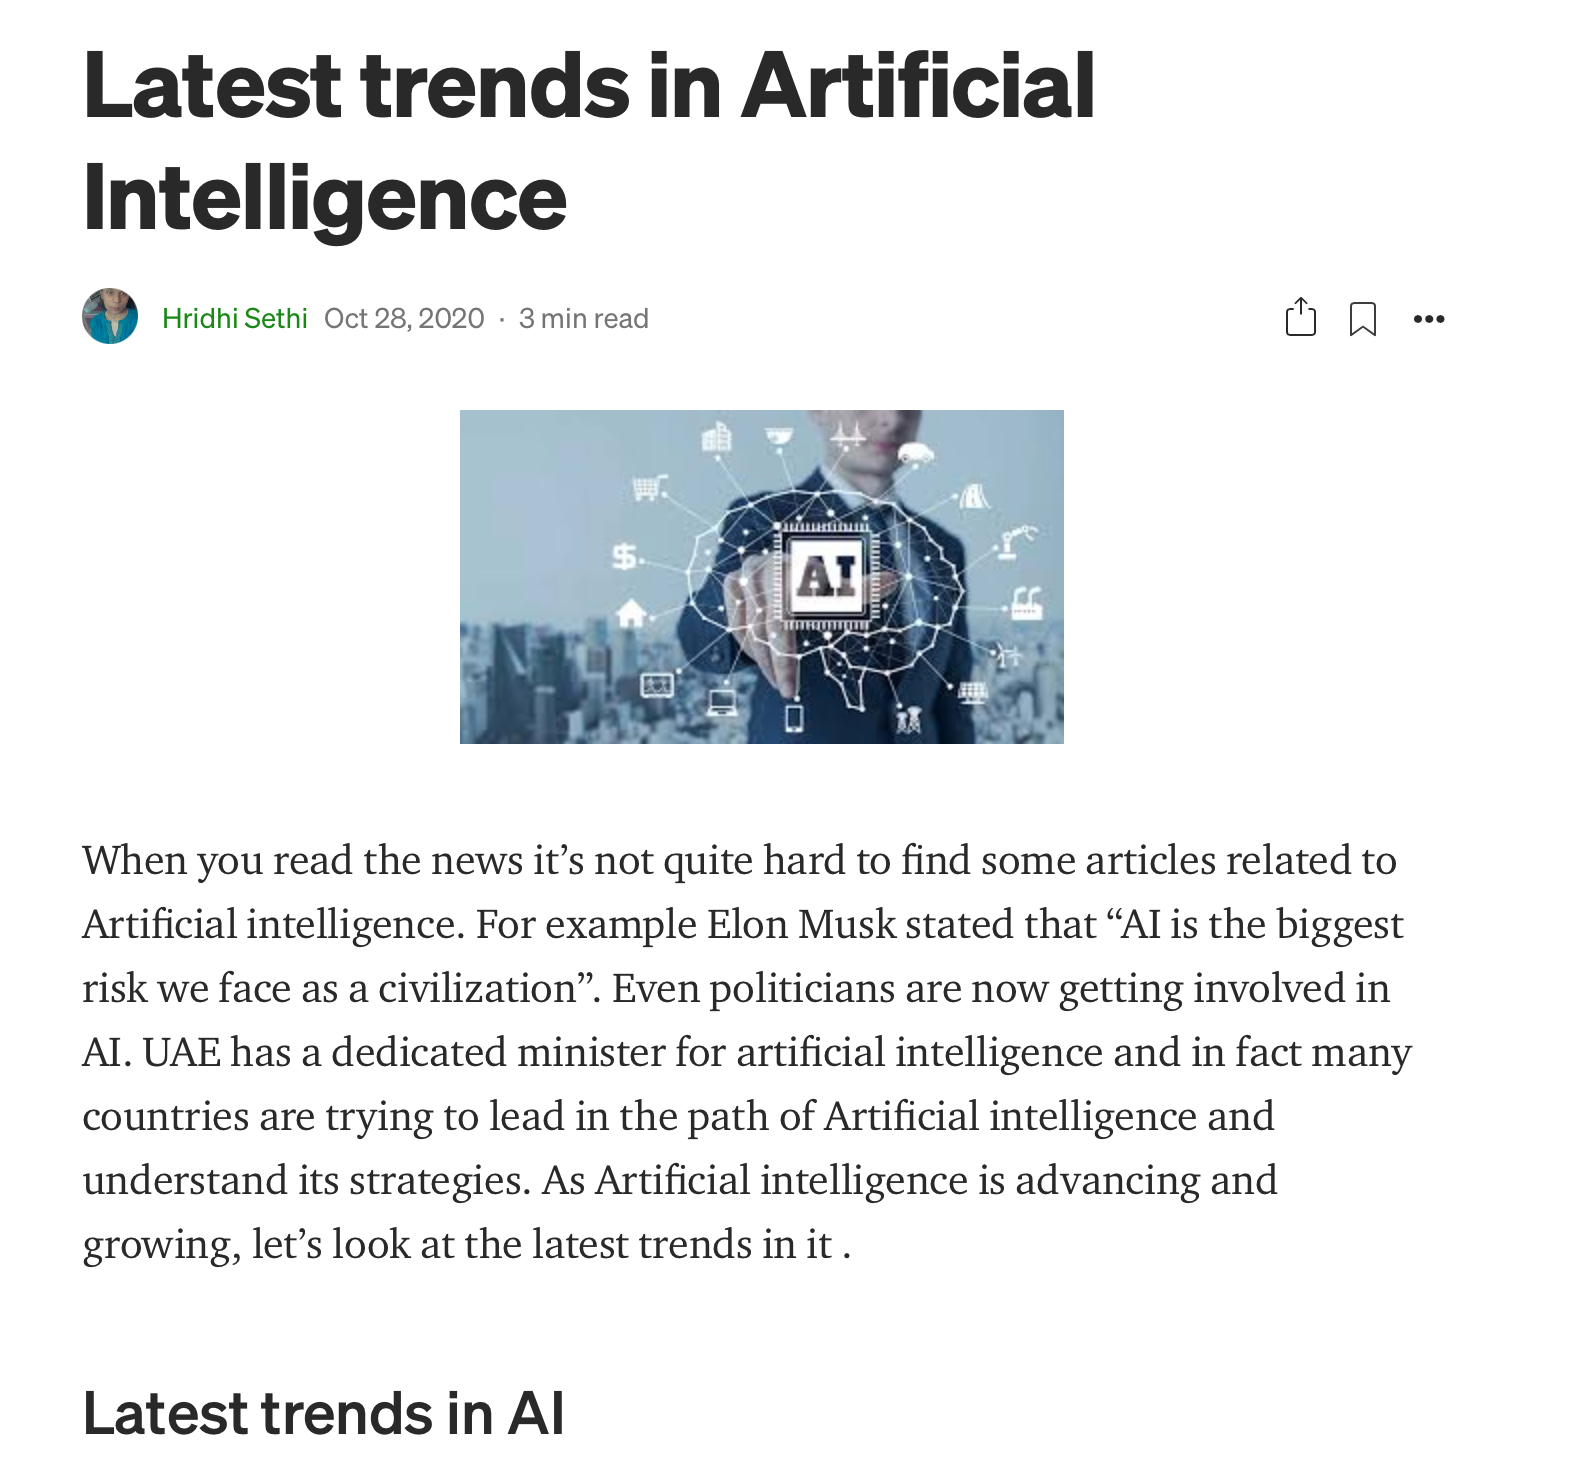 Latest trends in Artificial
Intelligence
Hridhi Sethi Oct 28, 2020 · 3 min read
AI
$
When you read the news it’s not quite hard to find some articles related to
Artificial intelligence. For example Elon Musk stated that “AI is the biggest
risk we face as a civilization”. Even politicians are now getting involved in
AI. UAE has a dedicated minister for artificial intelligence and in fact many
countries are trying to lead in the path of Artificial intelligence and
understand its strategies. As Artificial intelligence is advancing and
growing, let’s look at the latest trends in it .
Latest trends in AI